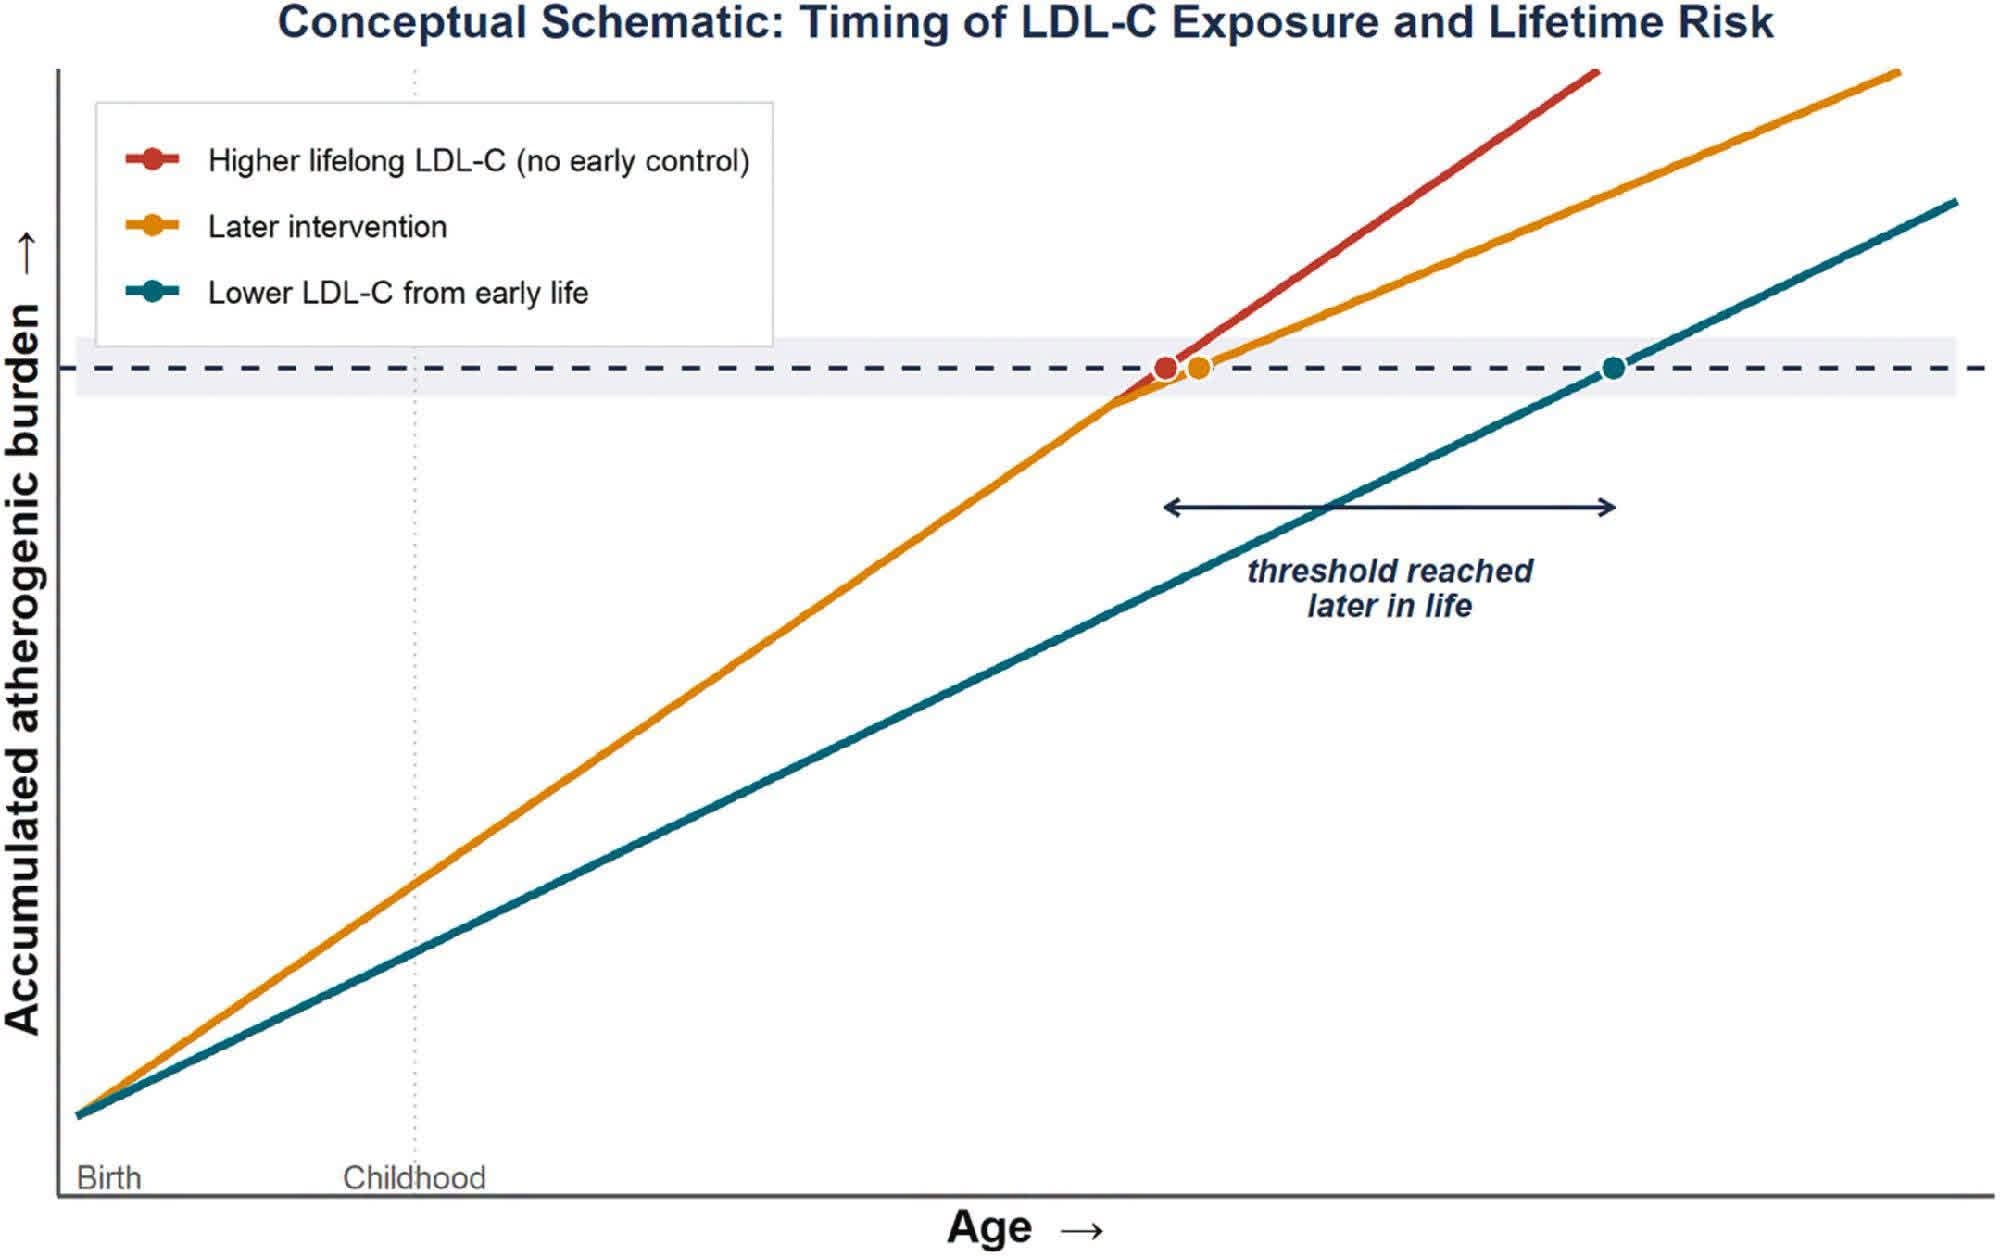 Conceptual Schematic: Timing of LDL-C Exposure and Lifetime Risk
Higher lifelong LDL-C (no early control)
Later intervention
Lower LDL-C from early life
Accumulated atherogenic burden →
threshold reached
later in life
Birth
Childhood
Age →